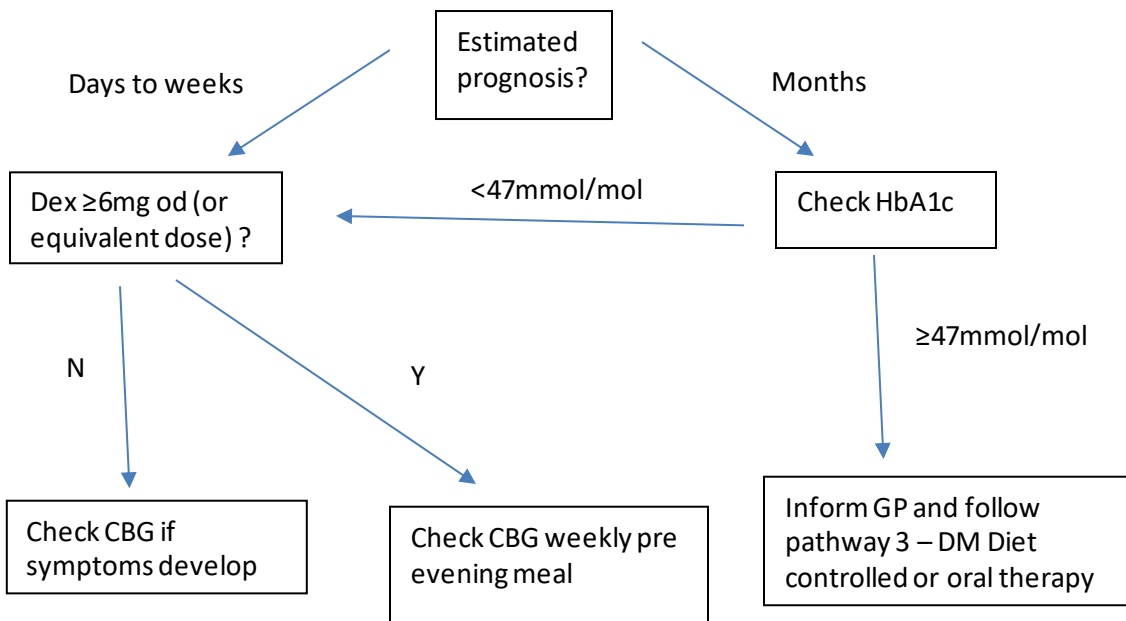 Estimated
prognosis?
Days to weeks
Months
Dex ≥6mg od (or
equivalent dose) ?
<47mmol/mol
Check HbA1c
≥47mmol/mol
N
Y
Check CBG if
symptoms develop
Check CBG weekly pre
evening meal
Inform GP and follow
pathway 3 – DM Diet
controlled or oral therapy